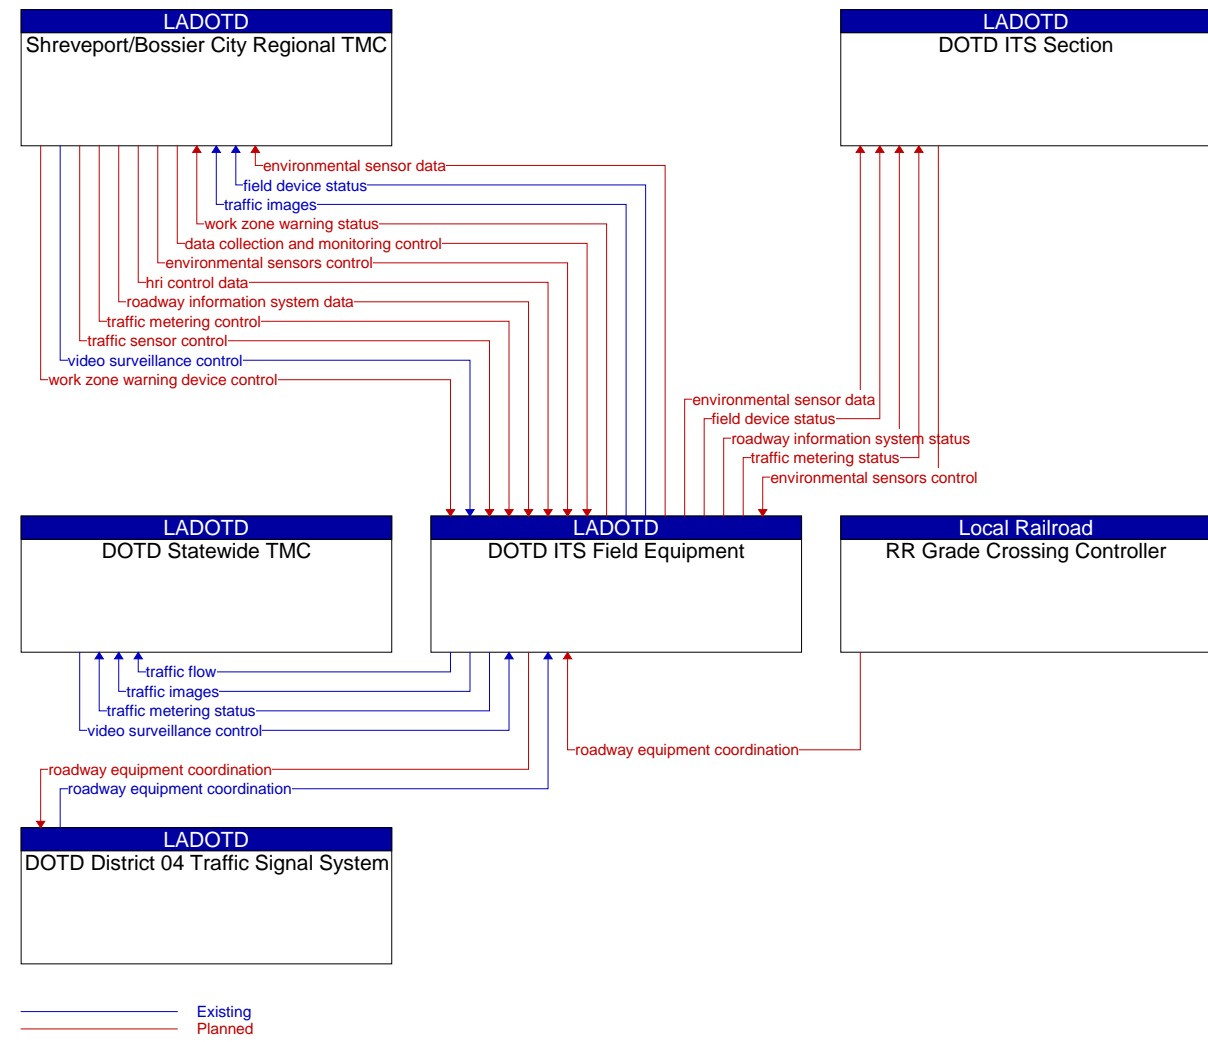 LADOTD
Shreveport/Bossier City Regional TMC
LADOTD
DOTD ITS Section
environmental sensor data
field device status
traffic images
work zone warning status
data collection and monitoring control
environmental sensors control
hri control data
roadway information system data
traffic metering control
traffic sensor control
video surveillance control
work zone warning device control
environmental sensor data
field device status
roadway information system status
traffic metering status
environmental sensors control
LADOTD
DOTD Statewide TMC
LADOTD
DOTD ITS Field Equipment
Local Railroad
RR Grade Crossing Controller
traffic flow
traffic images
traffic metering status
video surveillance control
roadway equipment coordination
roadway equipment coordination
roadway equipment coordination
LADOTD
DOTD District 04 Traffic Signal System
Existing
Planned